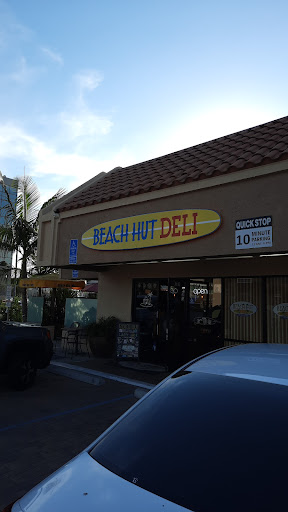 BEACH HUT DELI
QUICK STOP
10 MINUTE
PARKING
open